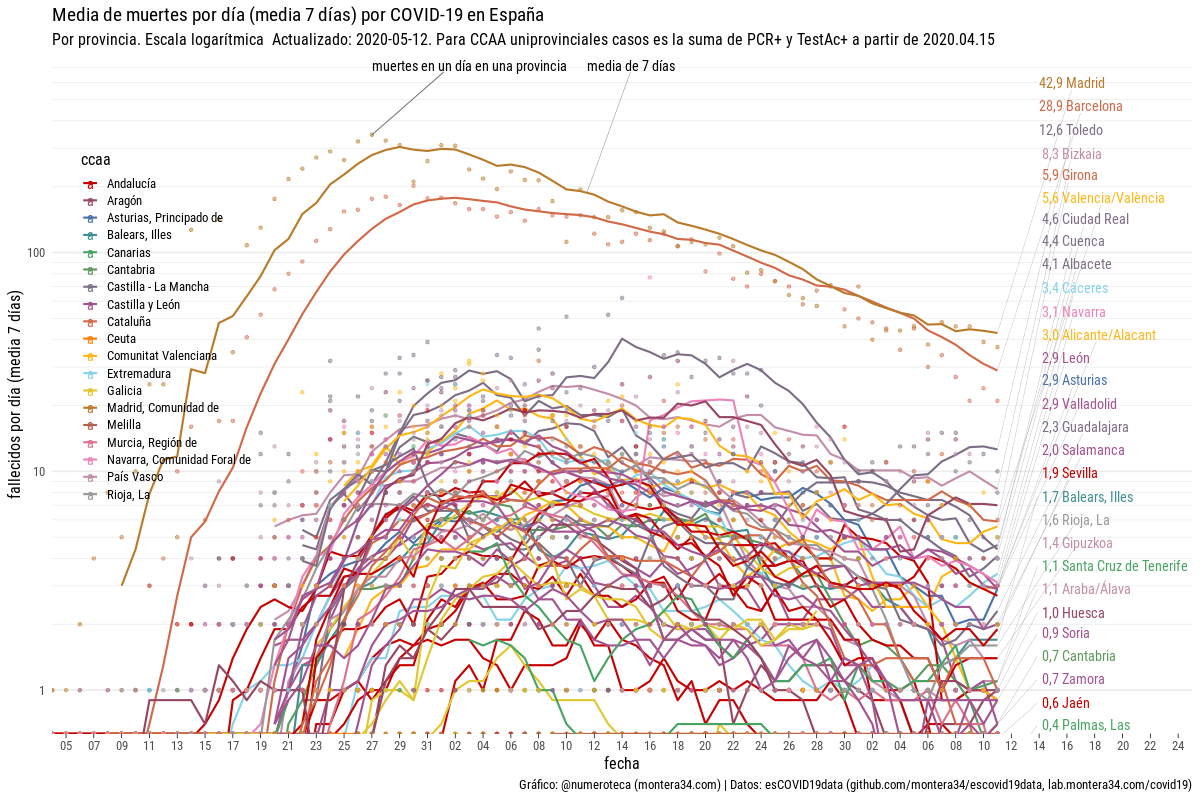 Media de muertes por día (media 7 días) por COVID-19 en España
Por provincia. Escala logarítmica  Actualizado: 2020-05-12. Para CCAA uniprovinciales casos es la suma de PCR+ y TestAc+ a partir de 2020.04.15
muertes en un día en una provincia
media de 7 días
ccaa
Andalucía
Aragón
Asturias, Principado de
Balears, Illes
Canarias
Cantabria
Castilla - La Mancha
Castilla y León
Cataluña
Ceuta
Comunitat Valenciana
Extremadura
Galicia
Madrid, Comunidad de
Melilla
Murcia, Región de
Navarra, Comunidad Foral de
País Vasco
Rioja, La
42,9 Madrid
28,9 Barcelona
12,6 Toledo
8,3 Bizkaia
5,9 Girona
5,6 Valencia/València
4,6 Ciudad Real
4,4 Cuenca
4,1 Albacete
3,4 Cáceres
3,1 Navarra
3,0 Alicante/Alacant
2,9 León
2,9 Asturias
2,9 Valladolid
2,3 Guadalajara
2,0 Salamanca
1,9 Sevilla
1,7 Balears, Illes
1,6 Rioja, La
1,4 Gipuzkoa
1,1 Santa Cruz de Tenerife
1,1 Araba/Álava
1,0 Huesca
0,9 Soria
0,7 Cantabria
0,7 Zamora
0,6 Jaén
0,4 Palmas, Las
fallecidos por día (media 7 días)
100
10
1
05 07 09 11 13 15 17 19 21 23 25 27 29 31 02 04 06 08 10 12 14 16 18 20 22 24 26 28 30 02 04 06 08 10 12 14 16 18 20 22 24
fecha
Gráfico: @numeroteca (montera34.com) | Datos: esCOVID19data (github.com/montera34/escovid19data, lab.montera34.com/covid19)